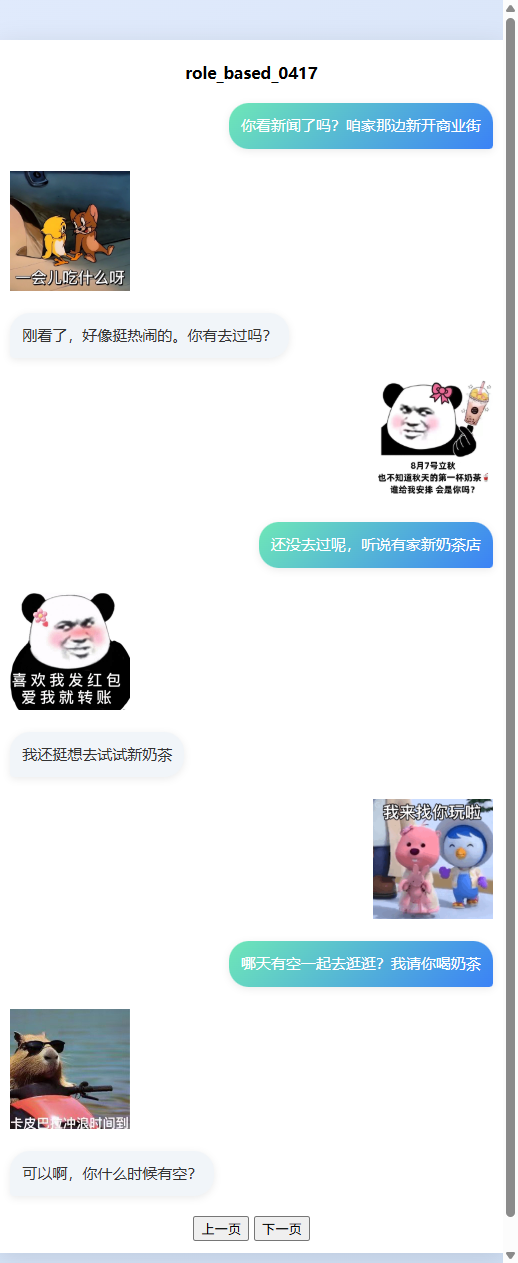 role_based_0417
你看新闻了吗？咱家那边新开商业街
一会儿吃什么呀
刚看了，好像挺热闹的。你有去过吗？
8月7号立秋
也不知道秋天的第一杯奶茶
谁给我安排 会是你吗？
还没去过呢，听说有家新奶茶店
喜欢我发红包
爱我就转账
我还挺想去试试新奶茶
我来找你玩啦
哪天有空一起去逛逛？我请你喝奶茶
卡皮巴拉冲浪时间到
可以啊，你什么时候有空？
上一页 下一页